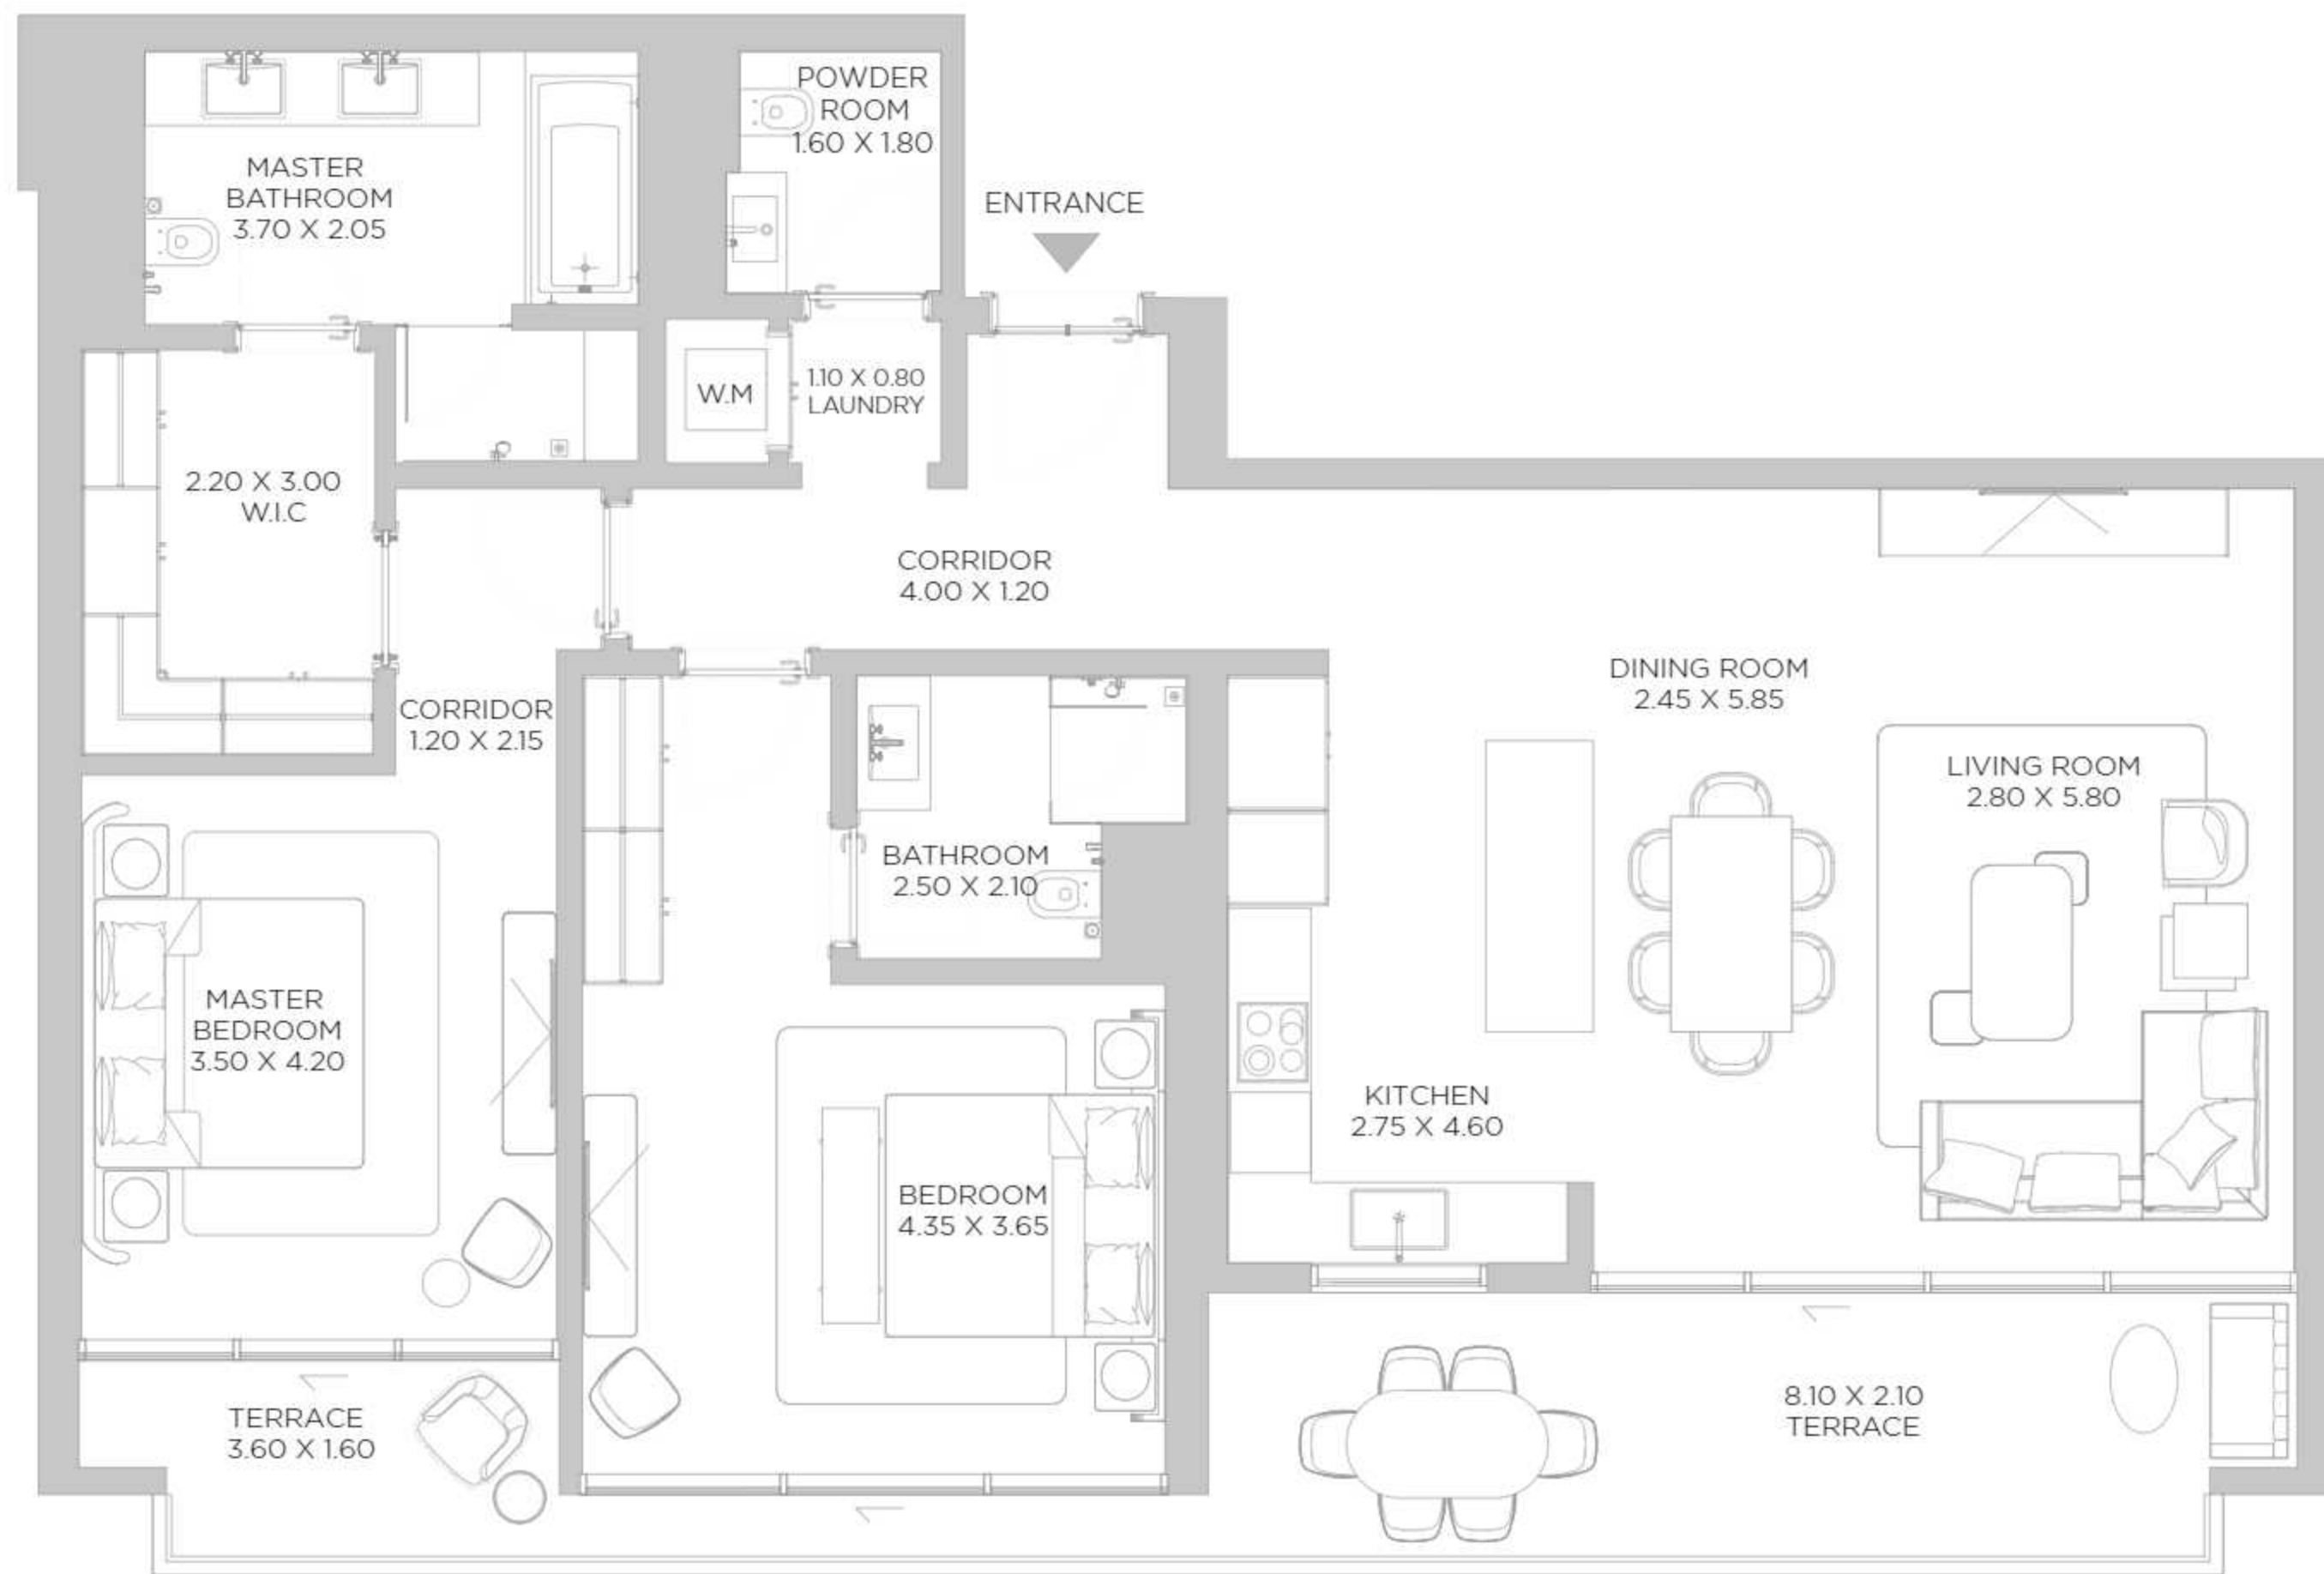 POWDER
ROOM
1.60 X 1.80
MASTER
BATHROOM
3.70 X 2.05
ENTRANCE
W.M
1.10 X 0.80
LAUNDRY
2.20 X 3.00
W.I.C
CORRIDOR
4.00 X 1.20
CORRIDOR
1.20 X 2.15
DINING ROOM
2.45 X 5.85
LIVING ROOM
2.80 X 5.80
BATHROOM
2.50 X 2.10
MASTER
BEDROOM
3.50 X 4.20
KITCHEN
2.75 X 4.60
BEDROOM
4.35 X 3.65
TERRACE
3.60 X 1.60
8.10 X 2.10
TERRACE